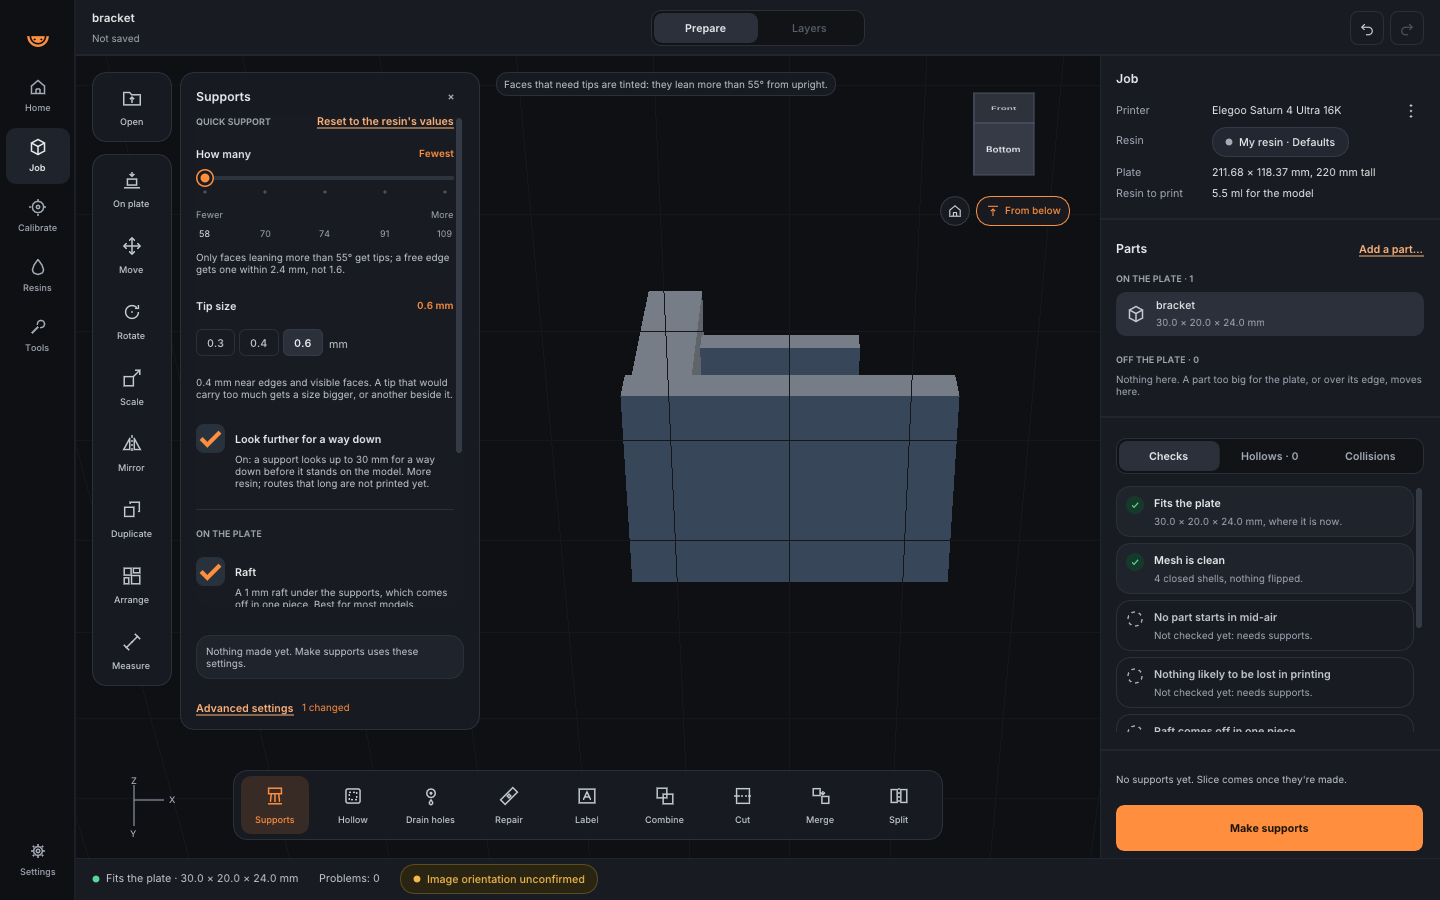 bracket
Not saved
Prepare
Layers
Home
Job
Calibrate
Resins
Tools
Settings
Open
On plate
Move
Rotate
Scale
Mirror
Duplicate
Arrange
Measure
Supports
×
QUICK SUPPORT
Reset to the resin's values
How many
Fewest
Fewer
More
58
70
74
91
109
Only faces leaning more than 55° get tips; a free edge
gets one within 2.4 mm, not 1.6.
Tip size
0.6 mm
0.3
0.4
0.6
mm
0.4 mm near edges and visible faces. A tip that would
carry too much gets a size bigger, or another beside it.
Look further for a way down
On: a support looks up to 30 mm for a way
down before it stands on the model. More
resin; routes that long are not printed yet.
ON THE PLATE
Raft
A 1 mm raft under the supports, which comes
off in one piece. Best for most models.
Nothing made yet. Make supports uses these
settings.
Advanced settings
1 changed
Faces that need tips are tinted: they lean more than 55° from upright.
Front
Bottom
From below
Z
X
Y
Supports
Hollow
Drain holes
Repair
Label
Combine
Cut
Merge
Split
Job
Printer
Elegoo Saturn 4 Ultra 16K
Resin
My resin · Defaults
Plate
211.68 × 118.37 mm, 220 mm tall
Resin to print
5.5 ml for the model
Parts
Add a part...
ON THE PLATE · 1
bracket
30.0 × 20.0 × 24.0 mm
OFF THE PLATE · 0
Nothing here. A part too big for the plate, or over its edge, moves
here.
Checks
Hollows · 0
Collisions
Fits the plate
30.0 × 20.0 × 24.0 mm, where it is now.
Mesh is clean
4 closed shells, nothing flipped.
No part starts in mid-air
Not checked yet: needs supports.
Nothing likely to be lost in printing
Not checked yet: needs supports.
Raft comes off in one piece
No supports yet. Slice comes once they're made.
Make supports
Fits the plate · 30.0 × 20.0 × 24.0 mm
Problems: 0
Image orientation unconfirmed